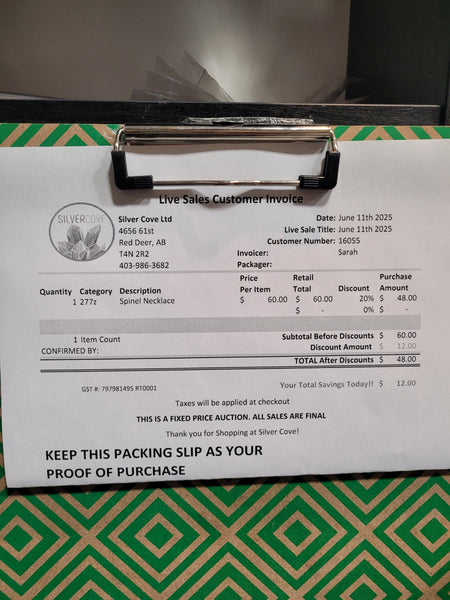 Live Sales Customer Invoice
SILVERCOVE
Silver Cove Ltd
4656 61st
Red Deer, AB
T4N 2R2
403-986-3682
Date: June 11th 2025
Live Sale Title: June 11th 2025
Customer Number: 16055
Invoicer: Sarah
Packager:
Quantity Category Description Price Per Item Retail Total Discount Purchase Amount
1 277z Spinel Necklace $ 60.00 $ 60.00 20% $ 48.00
$ - 0% $ -
1 Item Count Subtotal Before Discounts $ 60.00
CONFIRMED BY: Discount Amount $ 12.00
TOTAL After Discounts $ 48.00
GST #: 797981495 RT0001 Your Total Savings Today!! $ 12.00
Taxes will be applied at checkout
THIS IS A FIXED PRICE AUCTION. ALL SALES ARE FINAL
Thank you for Shopping at Silver Cove!
KEEP THIS PACKING SLIP AS YOUR
PROOF OF PURCHASE